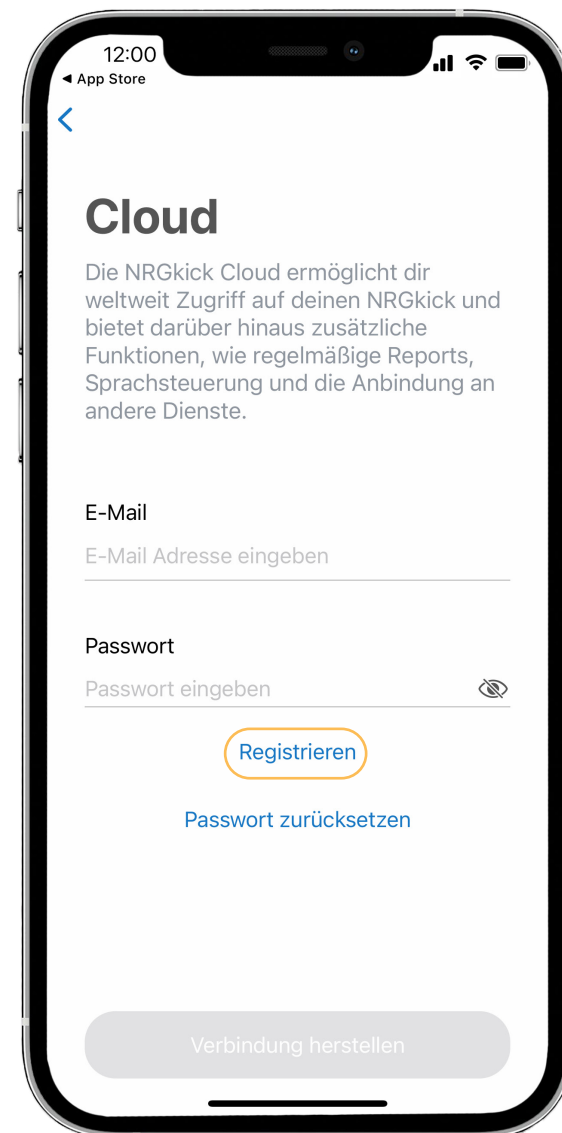 12:00
◀ App Store
Cloud
Die NRGkick Cloud ermöglicht dir
weltweit Zugriff auf deinen NRGkick und
bietet darüber hinaus zusätzliche
Funktionen, wie regelmäßige Reports,
Sprachsteuerung und die Anbindung an
andere Dienste.
E-Mail
E-Mail Adresse eingeben
Passwort
Passwort eingeben
Registrieren
Passwort zurücksetzen
Verbindung herstellen